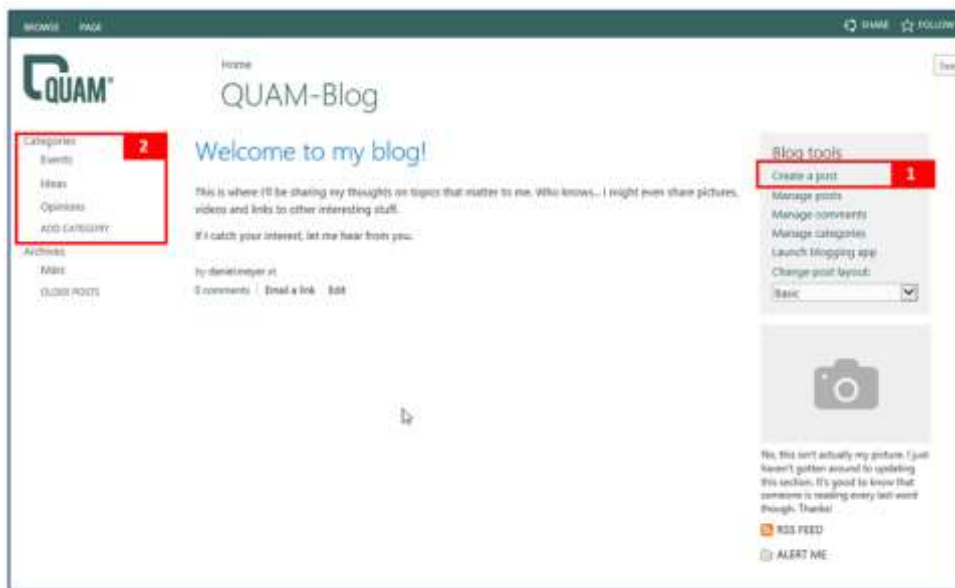 BROWSE PAGE
SHARE FOLLOW
QUAM®
Home
QUAM-Blog
Categories
2
Events
Ideas
Opinions
ADD CATEGORY
Archives
OLDER POSTS
Welcome to my blog!
This is where I'll be sharing my thoughts on topics that matter to me. Who knows... I might even share pictures,
videos and links to other interesting stuff.
If I catch your interest, let me hear from you.
by at
0 comments Email a link Edit
Blog tools
Create a post
1
Manage posts
Manage comments
Manage categories
Launch blogging app
Change post layout:
Basic
No, this isn't actually my picture. I just
haven't gotten around to updating
this section. It's good to know that
someone is reading every last word
though. Thanks!
RSS FEED
ALERT ME